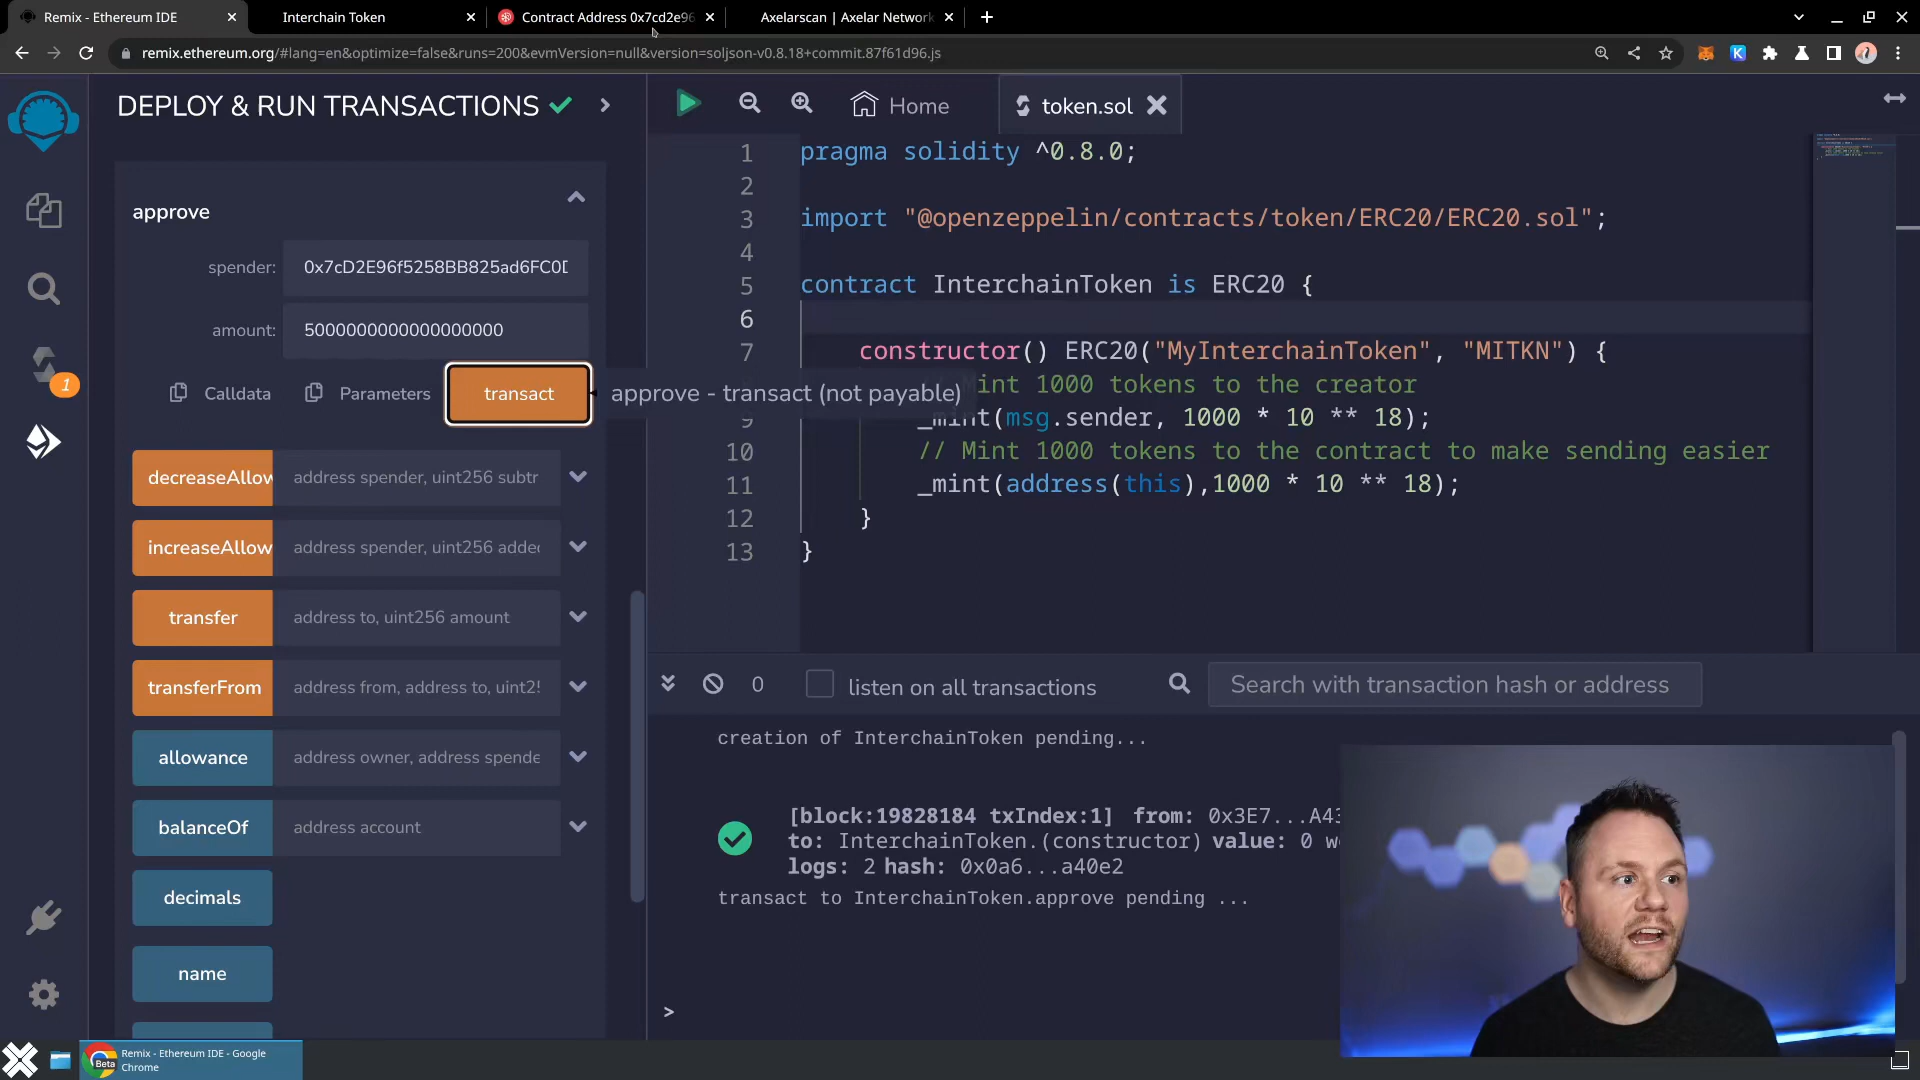 Remix - Ethereum IDE
Interchain Token
Contract Address 0x7cd2e96
Axelarscan | Axelar Network
remix.ethereum.org/#lang=en&optimize=false&runs=200&evmVersion=null&version=soljson-v0.8.18+commit.87f61d96.js
DEPLOY & RUN TRANSACTIONS
Home
token.sol
approve
spender:
0x7cD2E96f5258BB825ad6FC0D
amount:
5000000000000000000
Calldata
Parameters
transact
approve - transact (not payable)
decreaseAllow
address spender, uint256 subtr
increaseAllow
address spender, uint256 adde
transfer
address to, uint256 amount
transferFrom
address from, address to, uint2
allowance
address owner, address spende
balanceOf
address account
decimals
name
1
1 pragma solidity ^0.8.0;
2
3 import "@openzeppelin/contracts/token/ERC20/ERC20.sol";
4
5 contract InterchainToken is ERC20 {
6
7 constructor() ERC20("MyInterchainToken", "MITKN") {
Mint 1000 tokens to the creator
9 _mint(msg.sender, 1000 * 10 ** 18);
10 // Mint 1000 tokens to the contract to make sending easier
11 _mint(address(this),1000 * 10 ** 18);
12 }
13 }
0
listen on all transactions
Search with transaction hash or address
creation of InterchainToken pending...
[block:19828184 txIndex:1] from: 0x3E7...A43
to: InterchainToken.(constructor) value: 0 w
logs: 2 hash: 0x0a6...a40e2
transact to InterchainToken.approve pending ...
>
Beta
Remix - Ethereum IDE - Google
Chrome